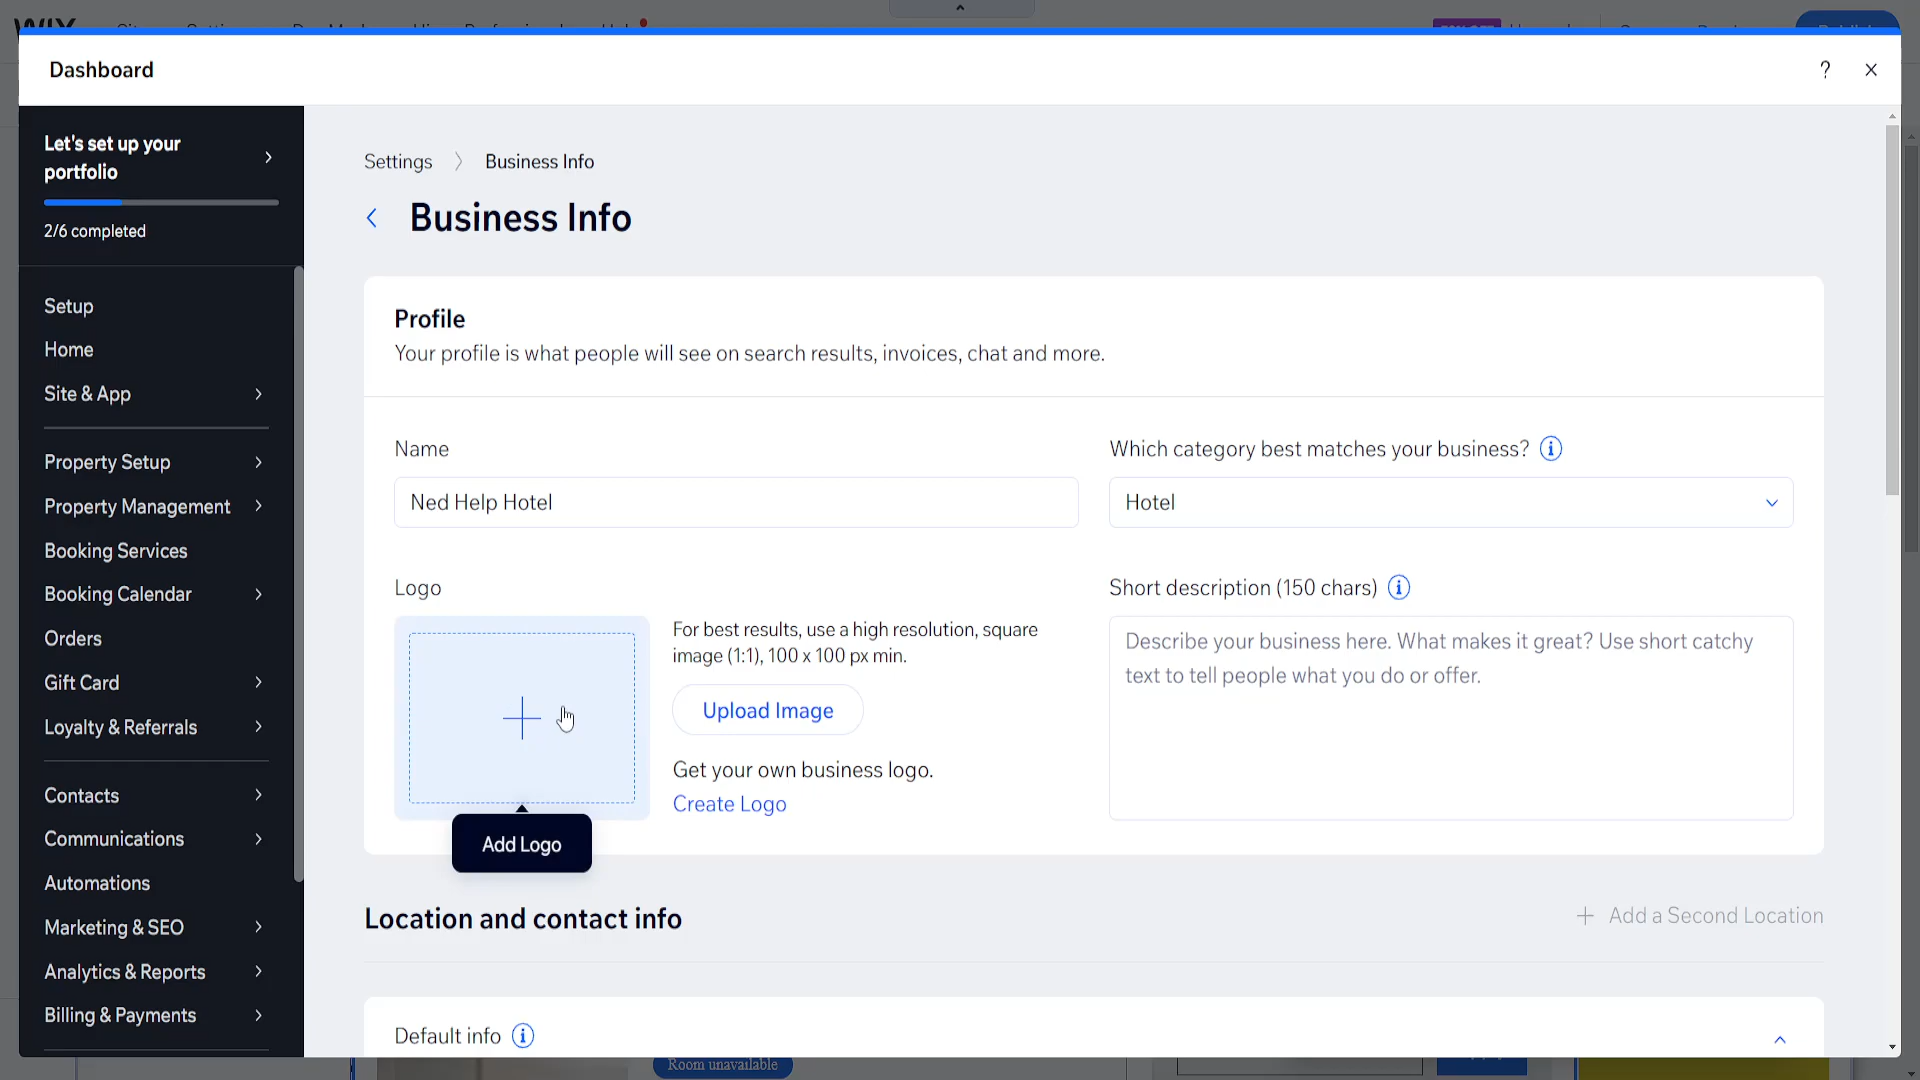 Dashboard
?
Let's set up your
portfolio
2/6 completed
Setup
Home
Site & App
Property Setup
Property Management
Booking Services
Booking Calendar
Orders
Gift Card
Loyalty & Referrals
Contacts
Communications
Automations
Marketing & SEO
Analytics & Reports
Billing & Payments
Settings
Business Info
Business Info
Profile
Your profile is what people will see on search results, invoices, chat and more.
Name
Ned Help Hotel
Which category best matches your business?
Hotel
Logo
For best results, use a high resolution, square
image (1:1), 100 x 100 px min.
Upload Image
Get your own business logo.
Create Logo
Add Logo
Short description (150 chars)
Describe your business here. What makes it great? Use short catchy
text to tell people what you do or offer.
Location and contact info
Add a Second Location
Default info
Room unavailable